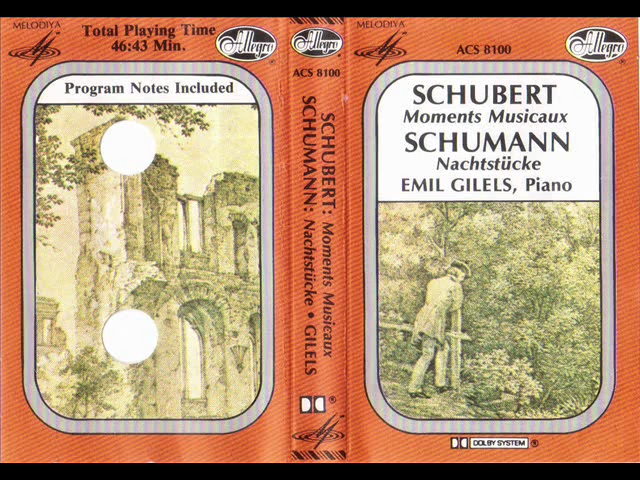 MELODIYA
Total Playing Time
46:43 Min.
Allegro
®
Program Notes Included
Allegro
®
ACS 8100
SCHUBERT: Moments Musicaux
SCHUMANN: Nachtstücke • GILELS
®
MELODIYA
ACS 8100
Allegro
®
SCHUBERT
Moments Musicaux
SCHUMANN
Nachtstücke
EMIL GILELS, Piano
DOLBY SYSTEM ®